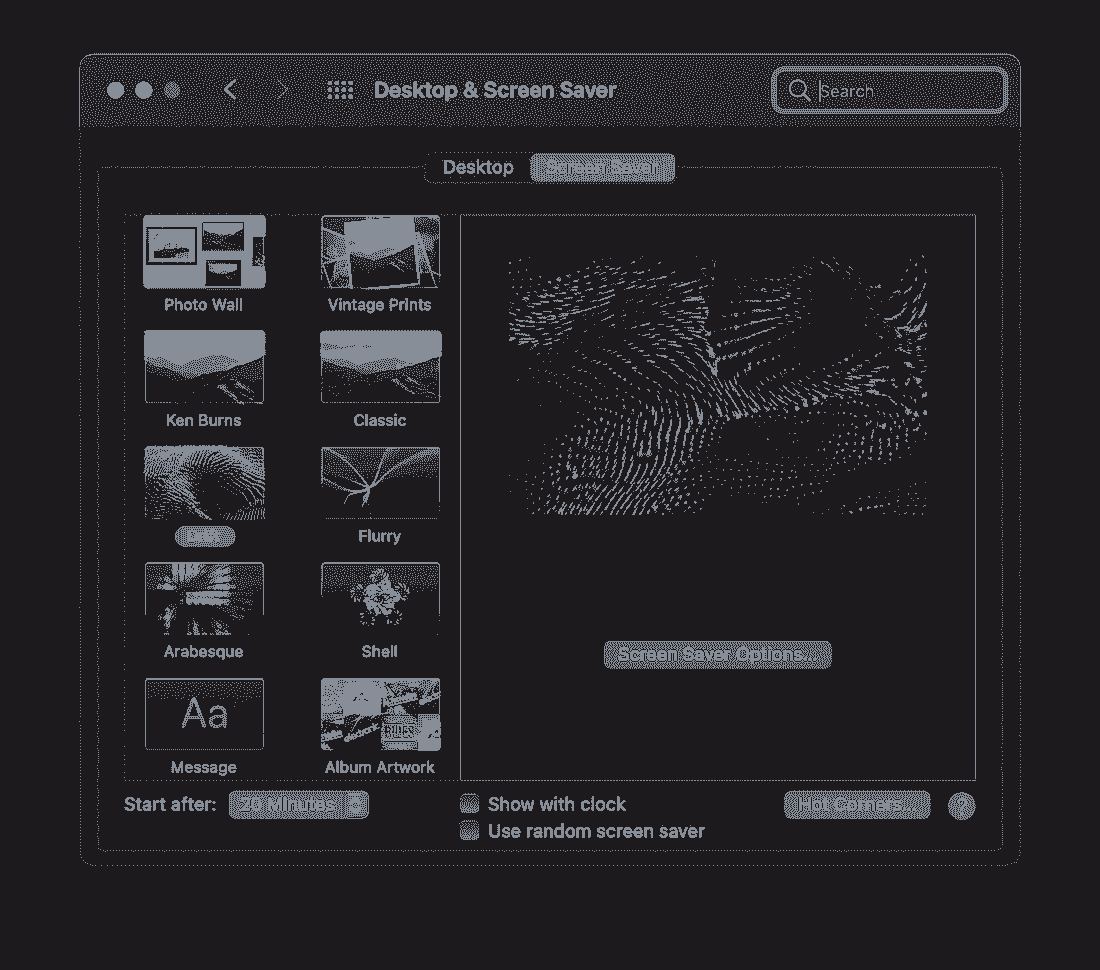 Desktop & Screen Saver
Search
Desktop
Screen Saver
Photo Wall
Vintage Prints
Ken Burns
Classic
Flurry
Arabesque
Shell
Screen Saver Options...
Aa
BLUES
Message
Album Artwork
Start after:
20 Minutes
Show with clock
Hot Corners...
?
Use random screen saver